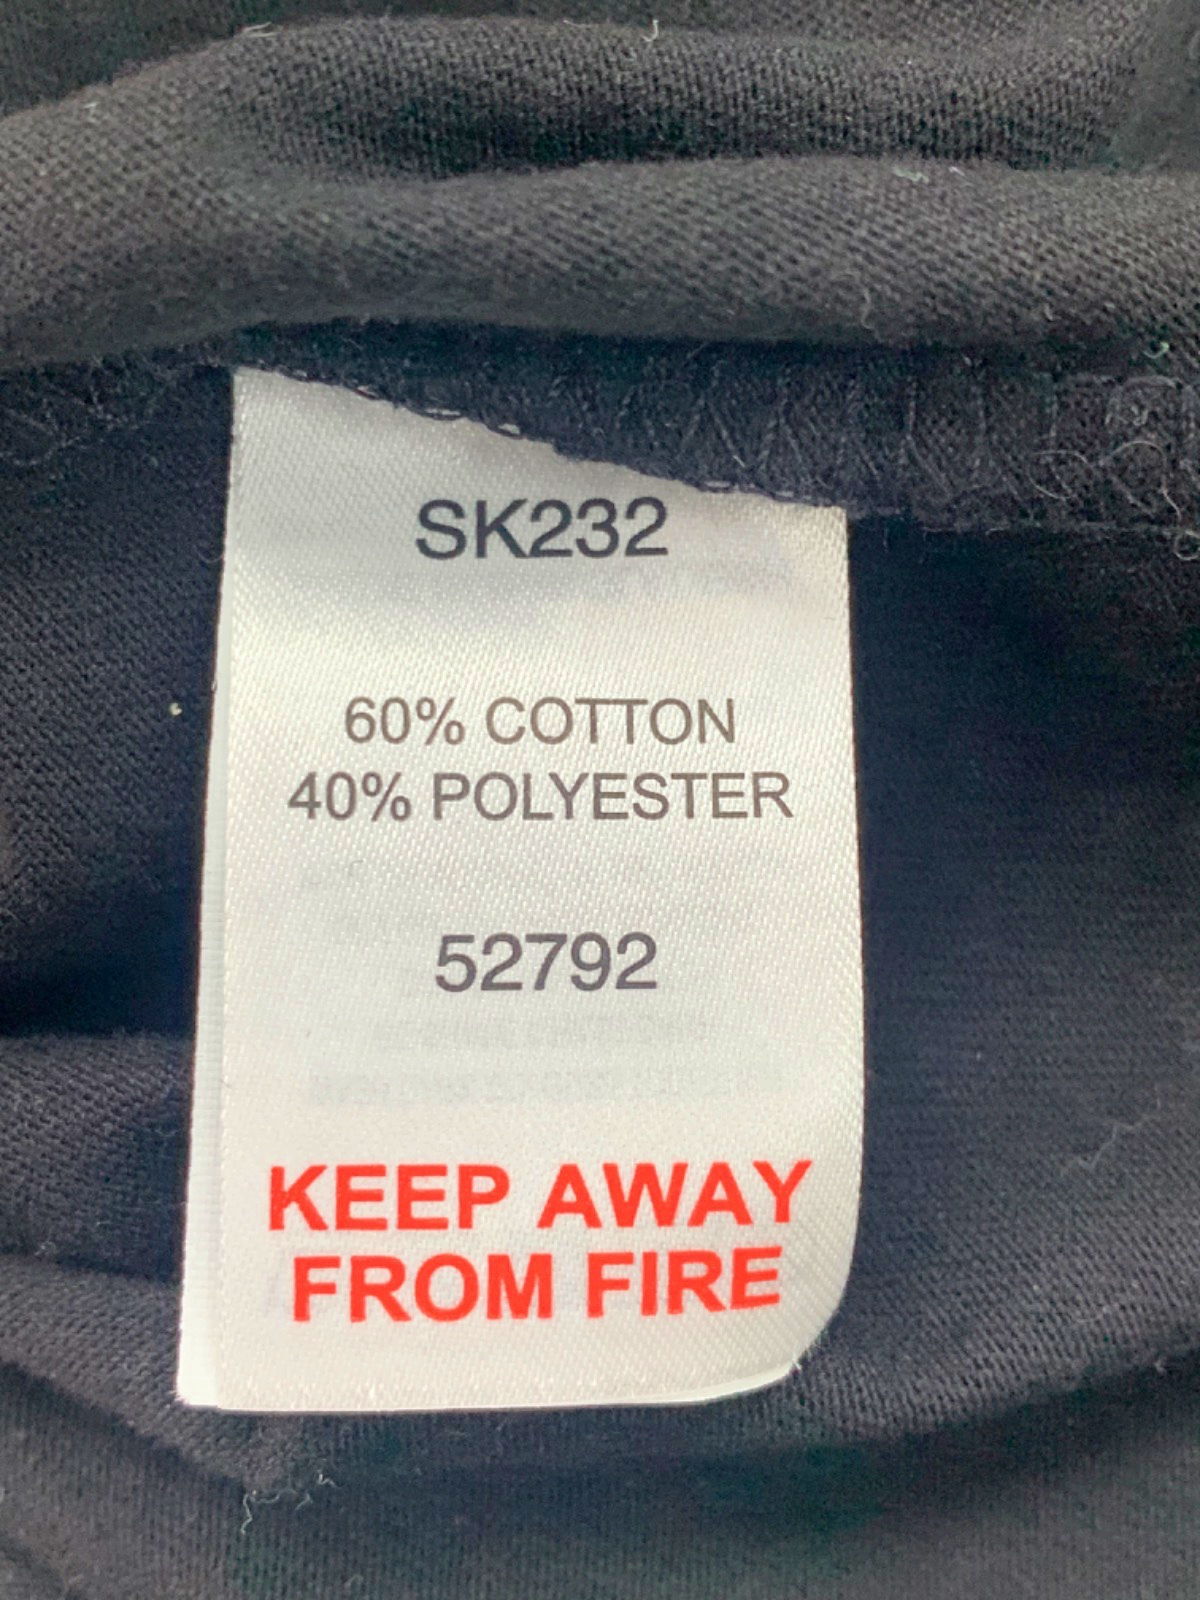 SK232
60% COTTON
40% POLYESTER
52792
KEEP AWAY
FROM FIRE